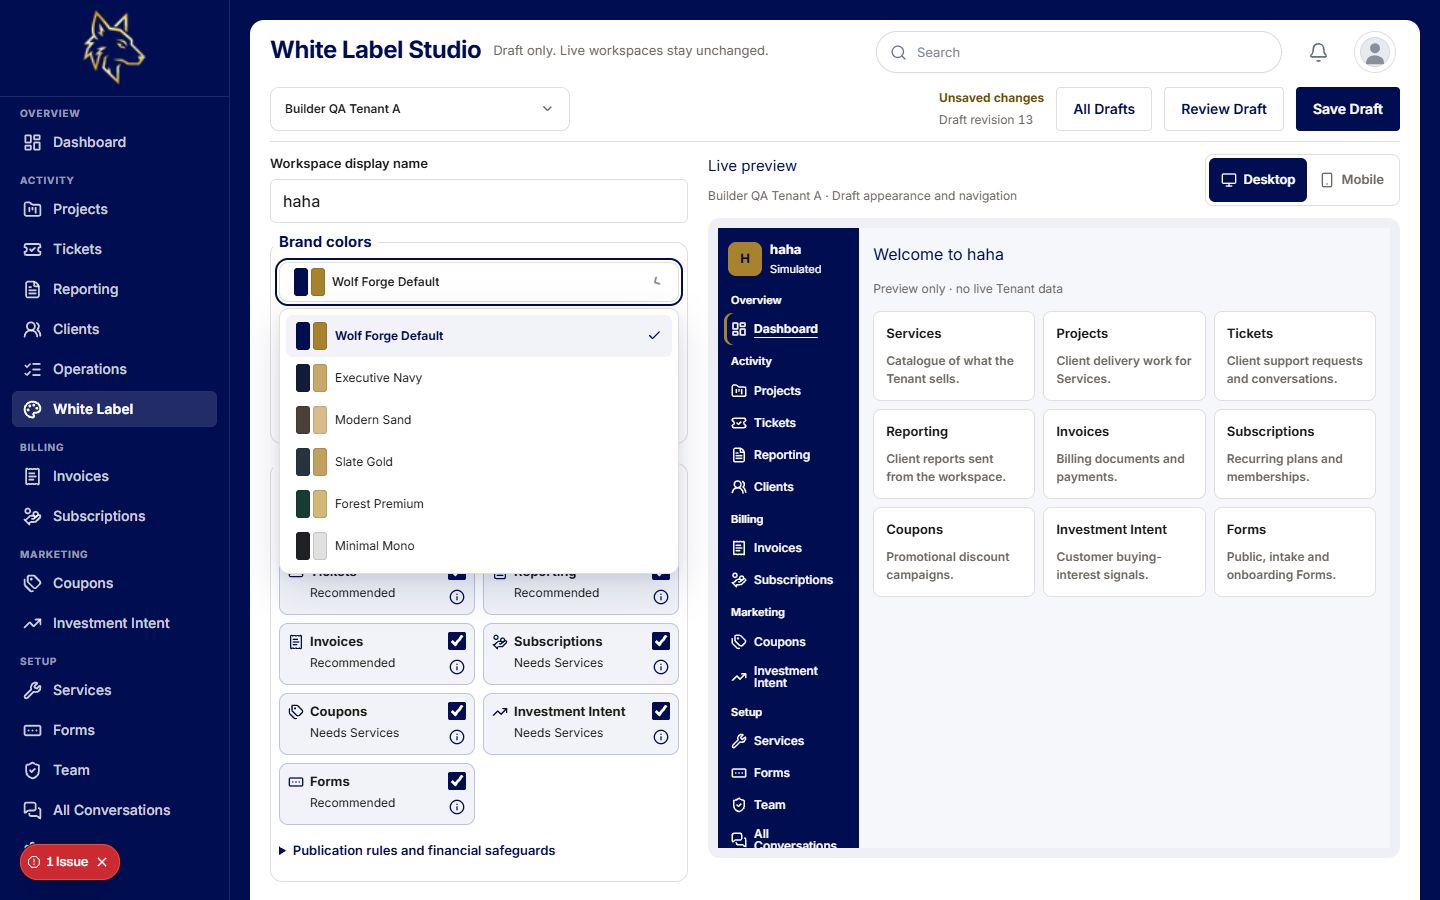 OVERVIEW
Dashboard
ACTIVITY
Projects
Tickets
Reporting
Clients
Operations
White Label
BILLING
Invoices
Subscriptions
MARKETING
Coupons
Investment Intent
SETUP
Services
Forms
Team
All Conversations
1 Issue
White Label Studio
Draft only. Live workspaces stay unchanged.
Search
Builder QA Tenant A
Unsaved changes
Draft revision 13
All Drafts
Review Draft
Save Draft
Workspace display name
haha
Brand colors
Wolf Forge Default
Wolf Forge Default
Executive Navy
Modern Sand
Slate Gold
Forest Premium
Minimal Mono
Tickets
Recommended
Reporting
Recommended
Invoices
Recommended
Subscriptions
Needs Services
Coupons
Needs Services
Investment Intent
Needs Services
Forms
Recommended
Publication rules and financial safeguards
Live preview
Builder QA Tenant A · Draft appearance and navigation
Desktop
Mobile
H
haha
Simulated
Overview
Dashboard
Activity
Projects
Tickets
Reporting
Clients
Billing
Invoices
Subscriptions
Marketing
Coupons
Investment
Intent
Setup
Services
Forms
Team
All
Conversations
Welcome to haha
Preview only · no live Tenant data
Services
Catalogue of what the
Tenant sells.
Projects
Client delivery work for
Services.
Tickets
Client support requests
and conversations.
Reporting
Client reports sent
from the workspace.
Invoices
Billing documents and
payments.
Subscriptions
Recurring plans and
memberships.
Coupons
Promotional discount
campaigns.
Investment Intent
Customer buying-
interest signals.
Forms
Public, intake and
onboarding Forms.